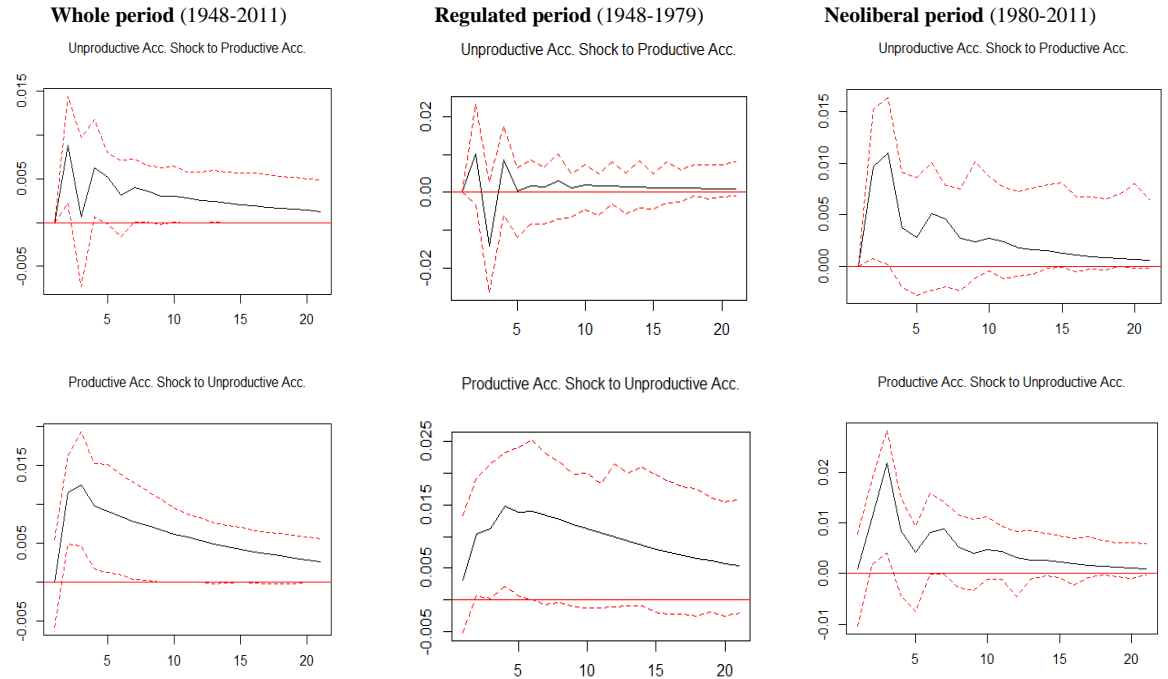 Whole period (1948-2011)
Regulated period (1948-1979)
Neoliberal period (1980-2011)
Unproductive Acc. Shock to Productive Acc.
Unproductive Acc. Shock to Productive Acc.
Unproductive Acc. Shock to Productive Acc.
0.015
0.005
-0.005
5 10 15 20
0.02
0.00
-0.02
5 10 15 20
0.015
0.010
0.005
0.000
5 10 15 20
Productive Acc. Shock to Unproductive Acc.
Productive Acc. Shock to Unproductive Acc.
Productive Acc. Shock to Unproductive Acc.
0.015
0.005
-0.005
5 10 15 20
0.025
0.015
0.005
-0.005
5 10 15 20
0.02
0.01
0.00
-0.01
5 10 15 20